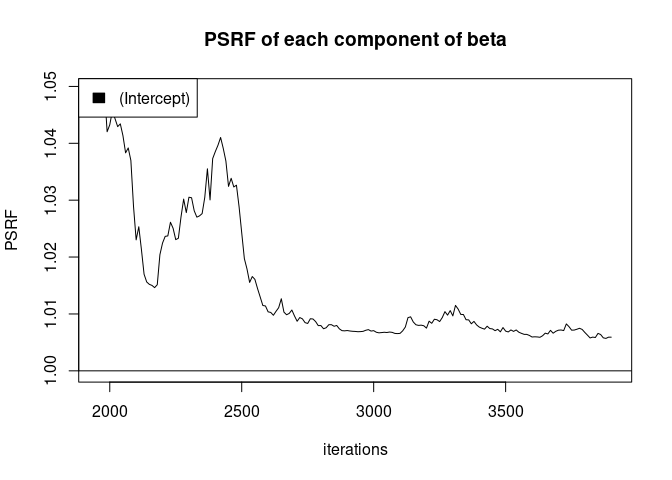 PSRF of each component of beta
(Intercept)
PSRF
1.05
1.04
1.03
1.02
1.01
1.00
2000 2500 3000 3500
iterations